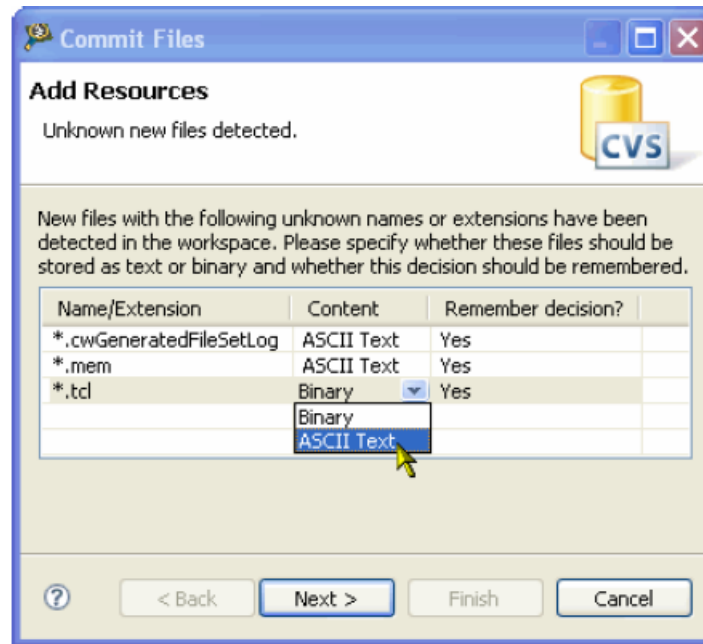 Commit Files
Add Resources
Unknown new files detected.
CVS
New files with the following unknown names or extensions have been
detected in the workspace. Please specify whether these files should be
stored as text or binary and whether this decision should be remembered.
Name/Extension Content Remember decision?
*.cwGeneratedFileSetLog ASCII Text Yes
*.mem ASCII Text Yes
*.tcl Binary Yes
Binary
ASCII Text
? < Back Next > Finish Cancel